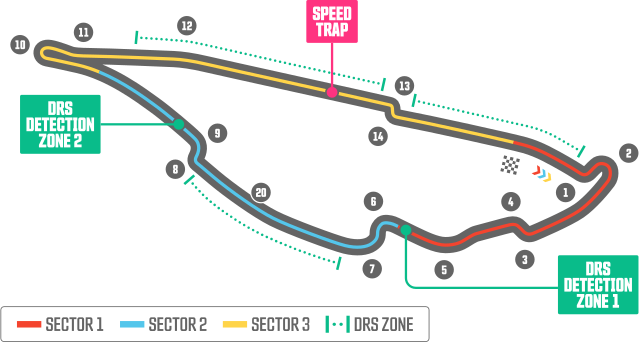 SPEED
TRAP
12
11
10
13
DRS
DETECTION
ZONE 2
14
9
2
8
20
1
6
4
3
7
5
DRS
DETECTION
ZONE 1
SECTOR 1
SECTOR 2
SECTOR 3
DRS ZONE